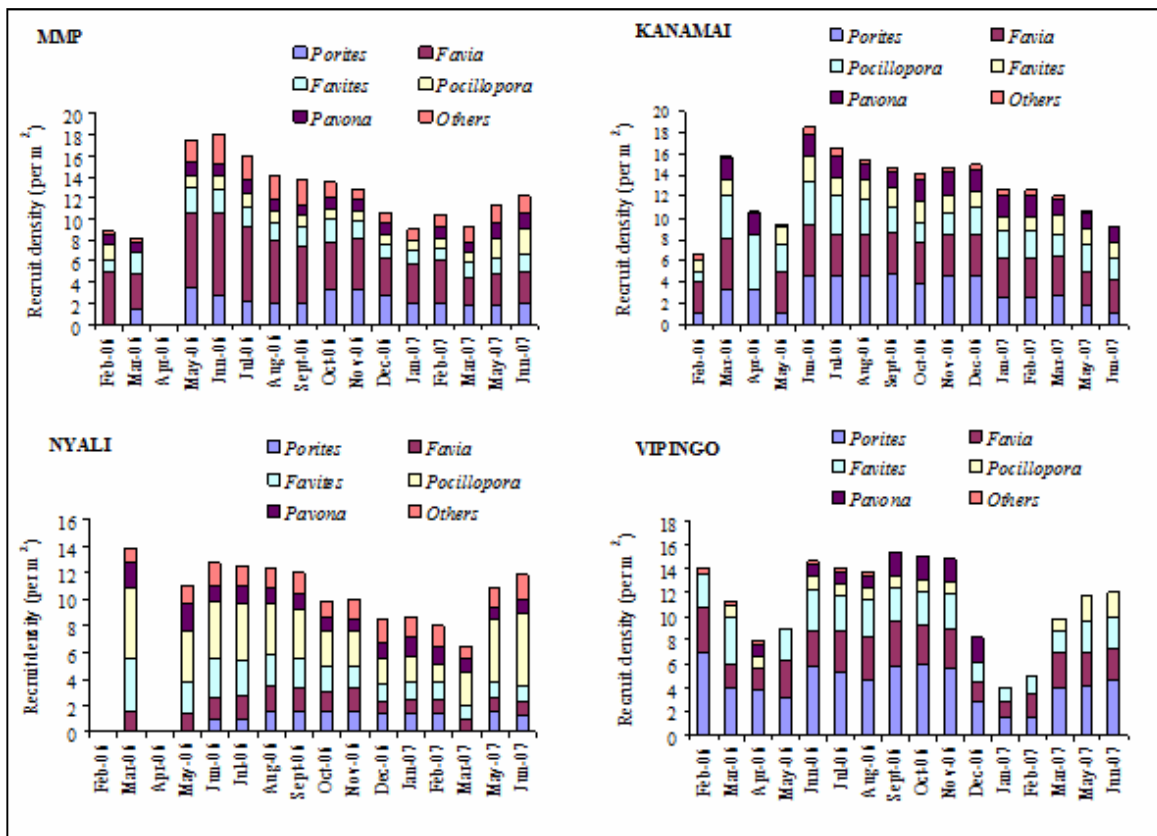 MMP
Porites Favia
Favites Pocillopora
Pavona Others
Recruit density (per m²)
20
18
16
14
12
10
8
6
4
2
0
Feb-06 Mar-06 Apr-06 May-06 Jun-06 Jul-06 Aug-06 Sept-06 Oct-06 Nov-06 Dec-06 Jan-07 Feb-07 Mar-07 May-07 Jun-07
KANAMAI
Porites Favia
Pocillopora Favites
Pavona Others
Recruit density (per m²)
20
18
16
14
12
10
8
6
4
2
0
Feb-06 Mar-06 Apr-06 May-06 Jun-06 Jul-06 Aug-06 Sept-06 Oct-06 Nov-06 Dec-06 Jan-07 Feb-07 Mar-07 May-07 Jun-07
NYALI
Porites Favia
Favites Pocillopora
Pavona Others
Recruit density (per m²)
16
14
12
10
8
6
4
2
0
Feb-06 Mar-06 Apr-06 May-06 Jun-06 Jul-06 Aug-06 Sept-06 Oct-06 Nov-06 Dec-06 Jan-07 Feb-07 Mar-07 May-07 Jun-07
VIPINGO
Porites Favia
Favites Pocillopora
Pavona Others
Recruit density (per m²)
18
16
14
12
10
8
6
4
2
0
Feb-06 Mar-06 Apr-06 May-06 Jun-06 Jul-06 Aug-06 Sept-06 Oct-06 Nov-06 Dec-06 Jan-07 Feb-07 Mar-07 May-07 Jun-07